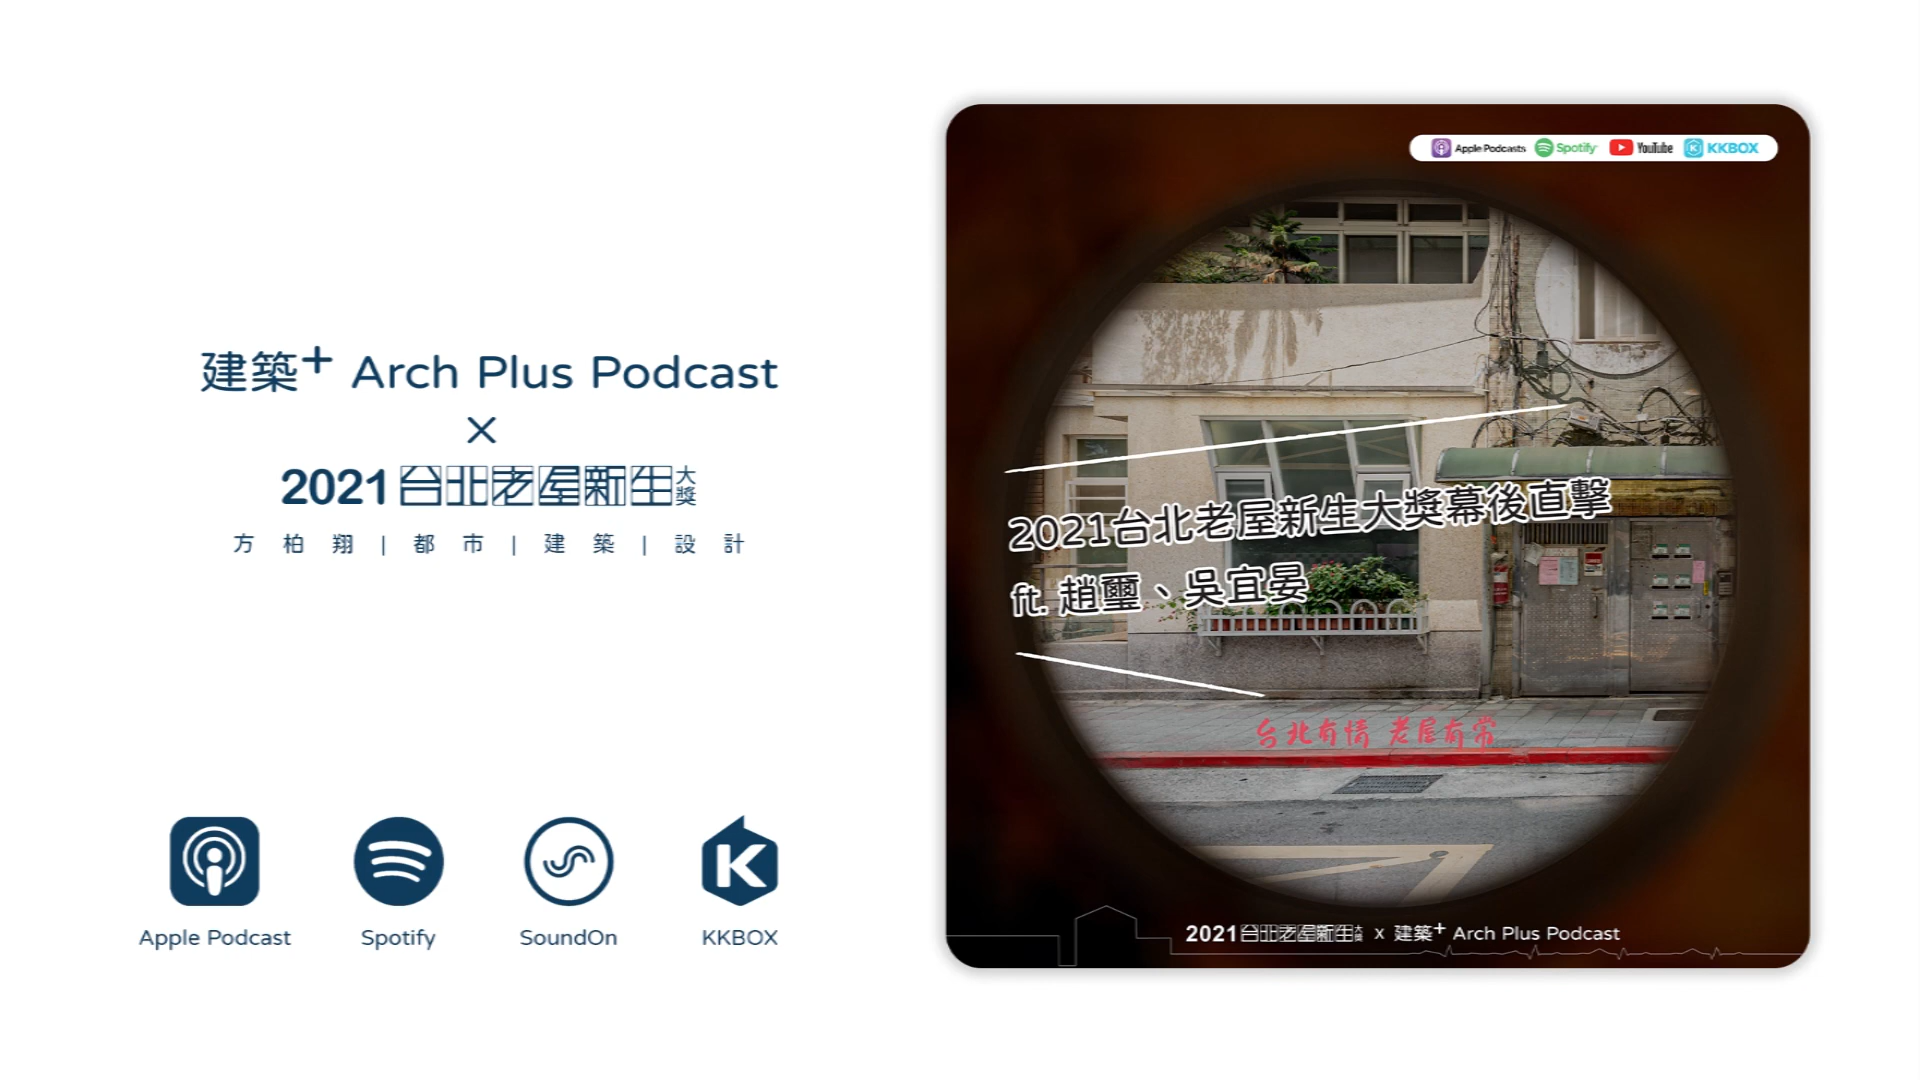 建築+ Arch Plus Podcast
×
2021 台北老屋新生大獎
方柏翔 | 都市 | 建築 | 設計
Apple Podcast
Spotify
SoundOn
KKBOX
Apple Podcasts Spotify YouTube KKBOX
2021台北老屋新生大獎幕後直擊
ft. 趙璽、吳宜晏
台北有情 老屋有常
2021台北老屋新生大獎 x 建築+ Arch Plus Podcast